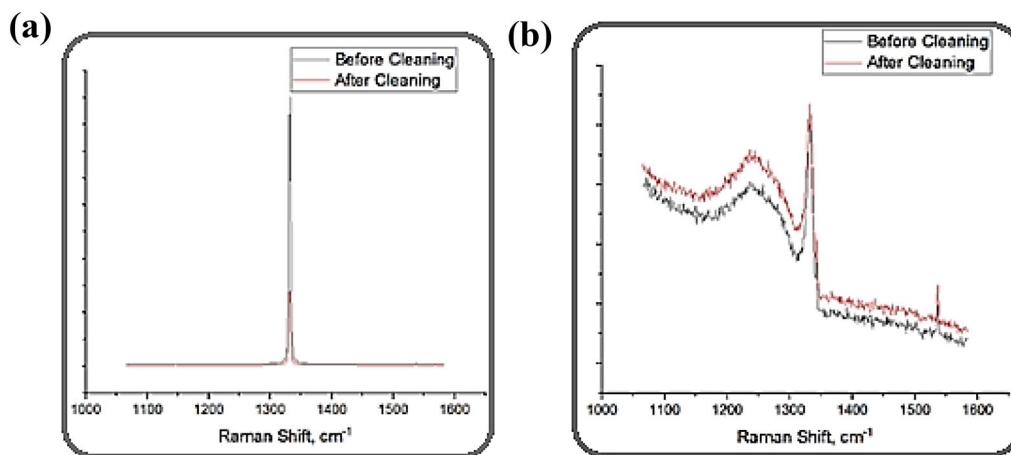 (a)
Before Cleaning
After Cleaning
1000 1100 1200 1300 1400 1500 1600
Raman Shift, cm⁻¹
(b)
Before Cleaning
After Cleaning
1000 1100 1200 1300 1400 1500 1600
Raman Shift, cm⁻¹